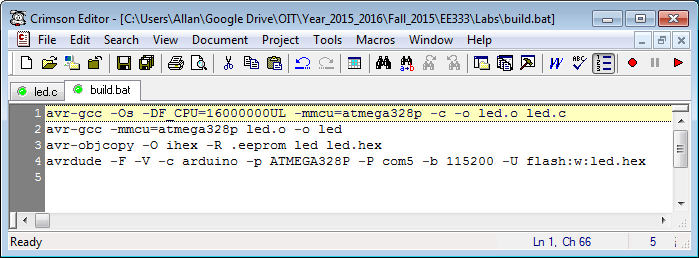 Crimson Editor - [C:\Users\Allan\Google Drive\OIT\Year_2015_2016\Fall_2015\EE333\Labs\build.bat]
File Edit Search View Document Project Tools Macros Window Help
led.c build.bat
1 avr-gcc -Os -DF_CPU=16000000UL -mmcu=atmega328p -c -o led.o led.c
2 avr-gcc -mmcu=atmega328p led.o -o led
3 avr-objcopy -O ihex -R .eeprom led led.hex
4 avrdude -F -V -c arduino -p ATMEGA328P -P com5 -b 115200 -U flash:w:led.hex
5
Ready Ln 1, Ch 66 5